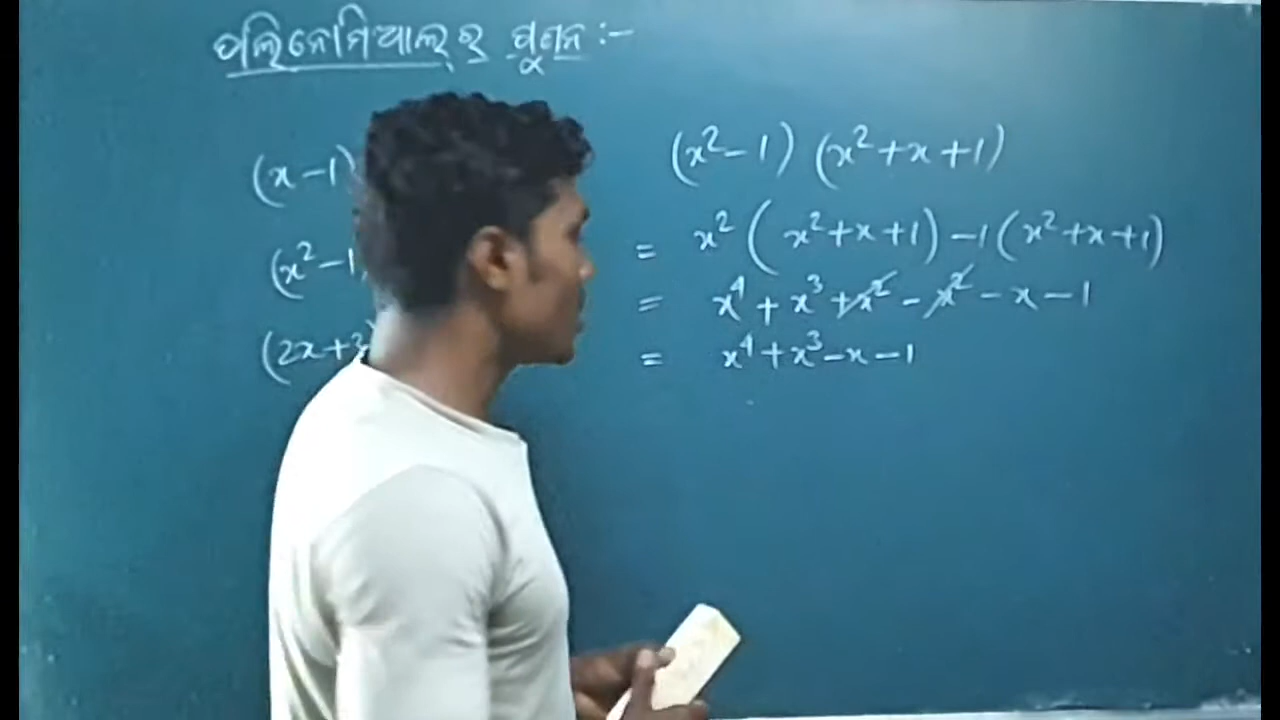 ପଲିନୋମିଆଲ୍ ର ଗୁଣନ :-
(x-1)
(x²-1)
(2x+3)
(x²-1) (x²+x+1)
= x² ( x²+x+1) -1 (x²+x+1)
= x⁴ + x³ +x² - x² - x - 1
= x⁴ + x³ - x - 1